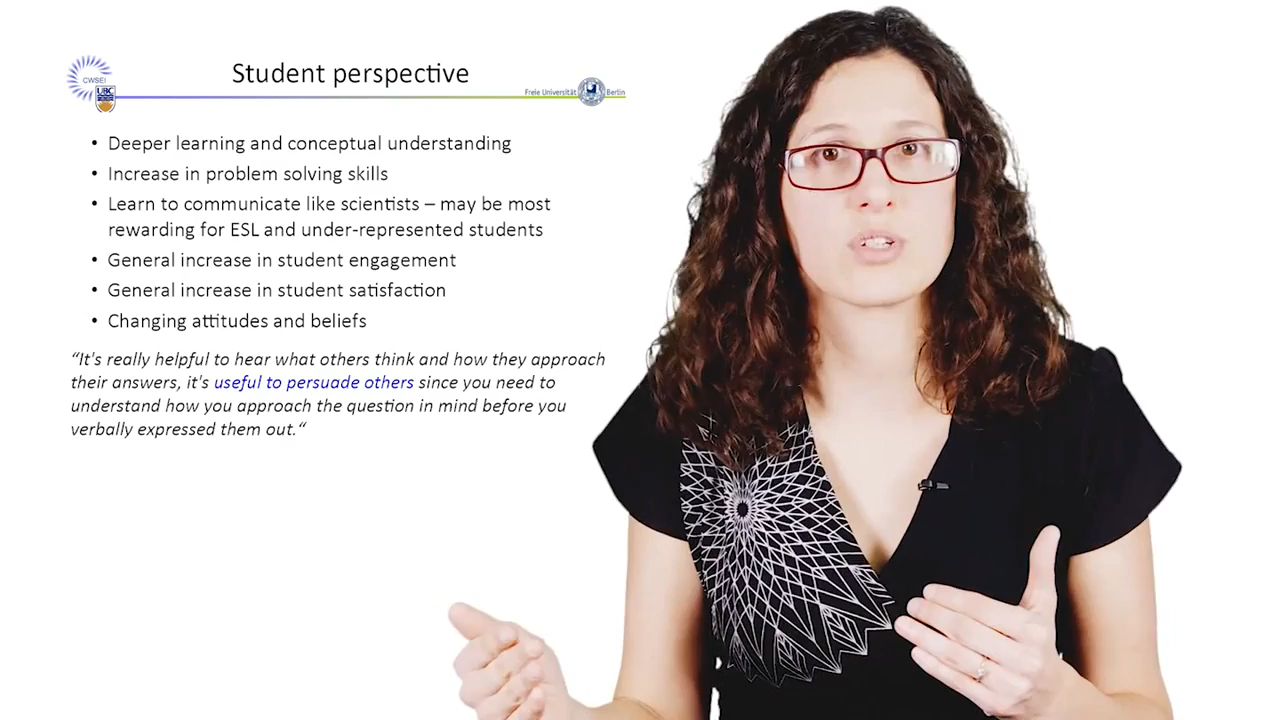 CWSEI
UBC
Student perspective
Freie Universität Berlin
• Deeper learning and conceptual understanding
• Increase in problem solving skills
• Learn to communicate like scientists – may be most
rewarding for ESL and under-represented students
• General increase in student engagement
• General increase in student satisfaction
• Changing attitudes and beliefs
“It's really helpful to hear what others think and how they approach
their answers, it's useful to persuade others since you need to
understand how you approach the question in mind before you
verbally expressed them out.“